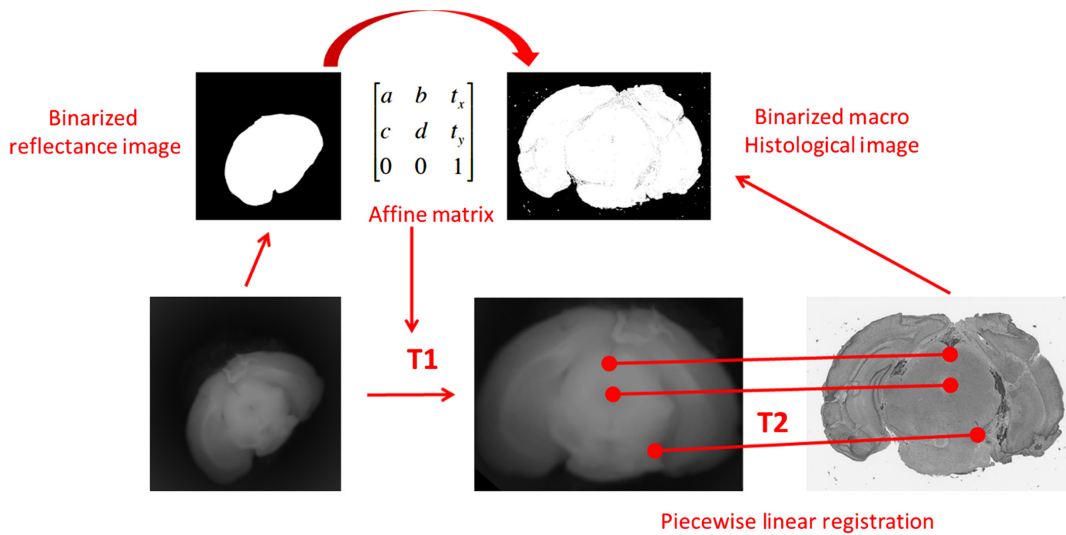 Binarized
reflectance image
a b t_x
c d t_y
0 0 1
Affine matrix
Binarized macro
Histological image
T1
T2
Piecewise linear registration